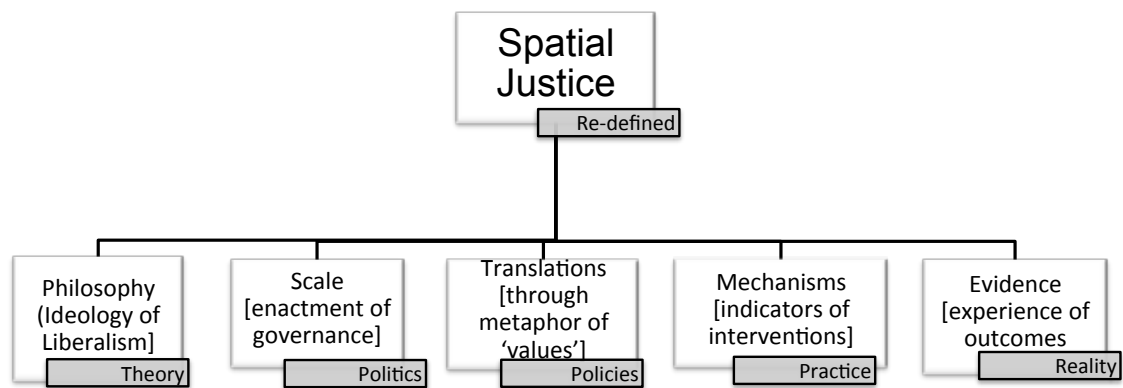 Spatial
Justice
Re-defined
Philosophy
(Ideology of
Liberalism]
Theory
Scale
[enactment of
governance]
Politics
Translations
[through
metaphor of
‘values’]
Policies
Mechanisms
[indicators of
interventions]
Practice
Evidence
[experience of
outcomes
Reality